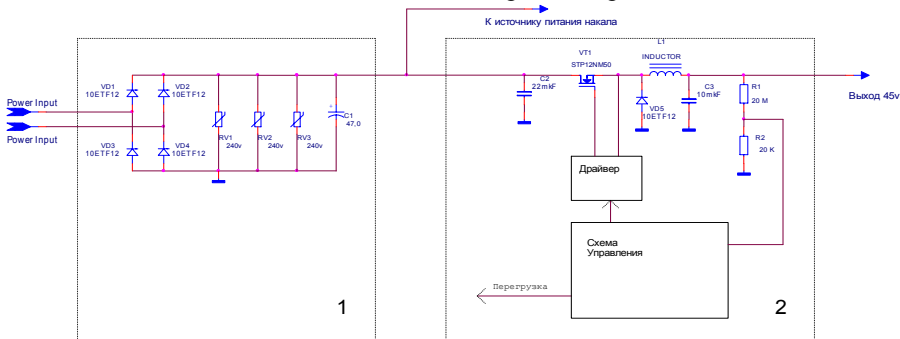 К источнику питания накала
VD1
10ETF12
VD2
10ETF12
Power Input
Power Input
VD3
10ETF12
VD4
10ETF12
RV1
240v
RV2
240v
RV3
240v
+
C1
47,0
1
VT1
STP12NM50
L1
INDUCTOR
C2
22mkF
VD5
10ETF12
C3
10mkF
R1
20 M
R2
20 K
Выход 45v
Драйвер
Схема
Управления
Перегрузка
2